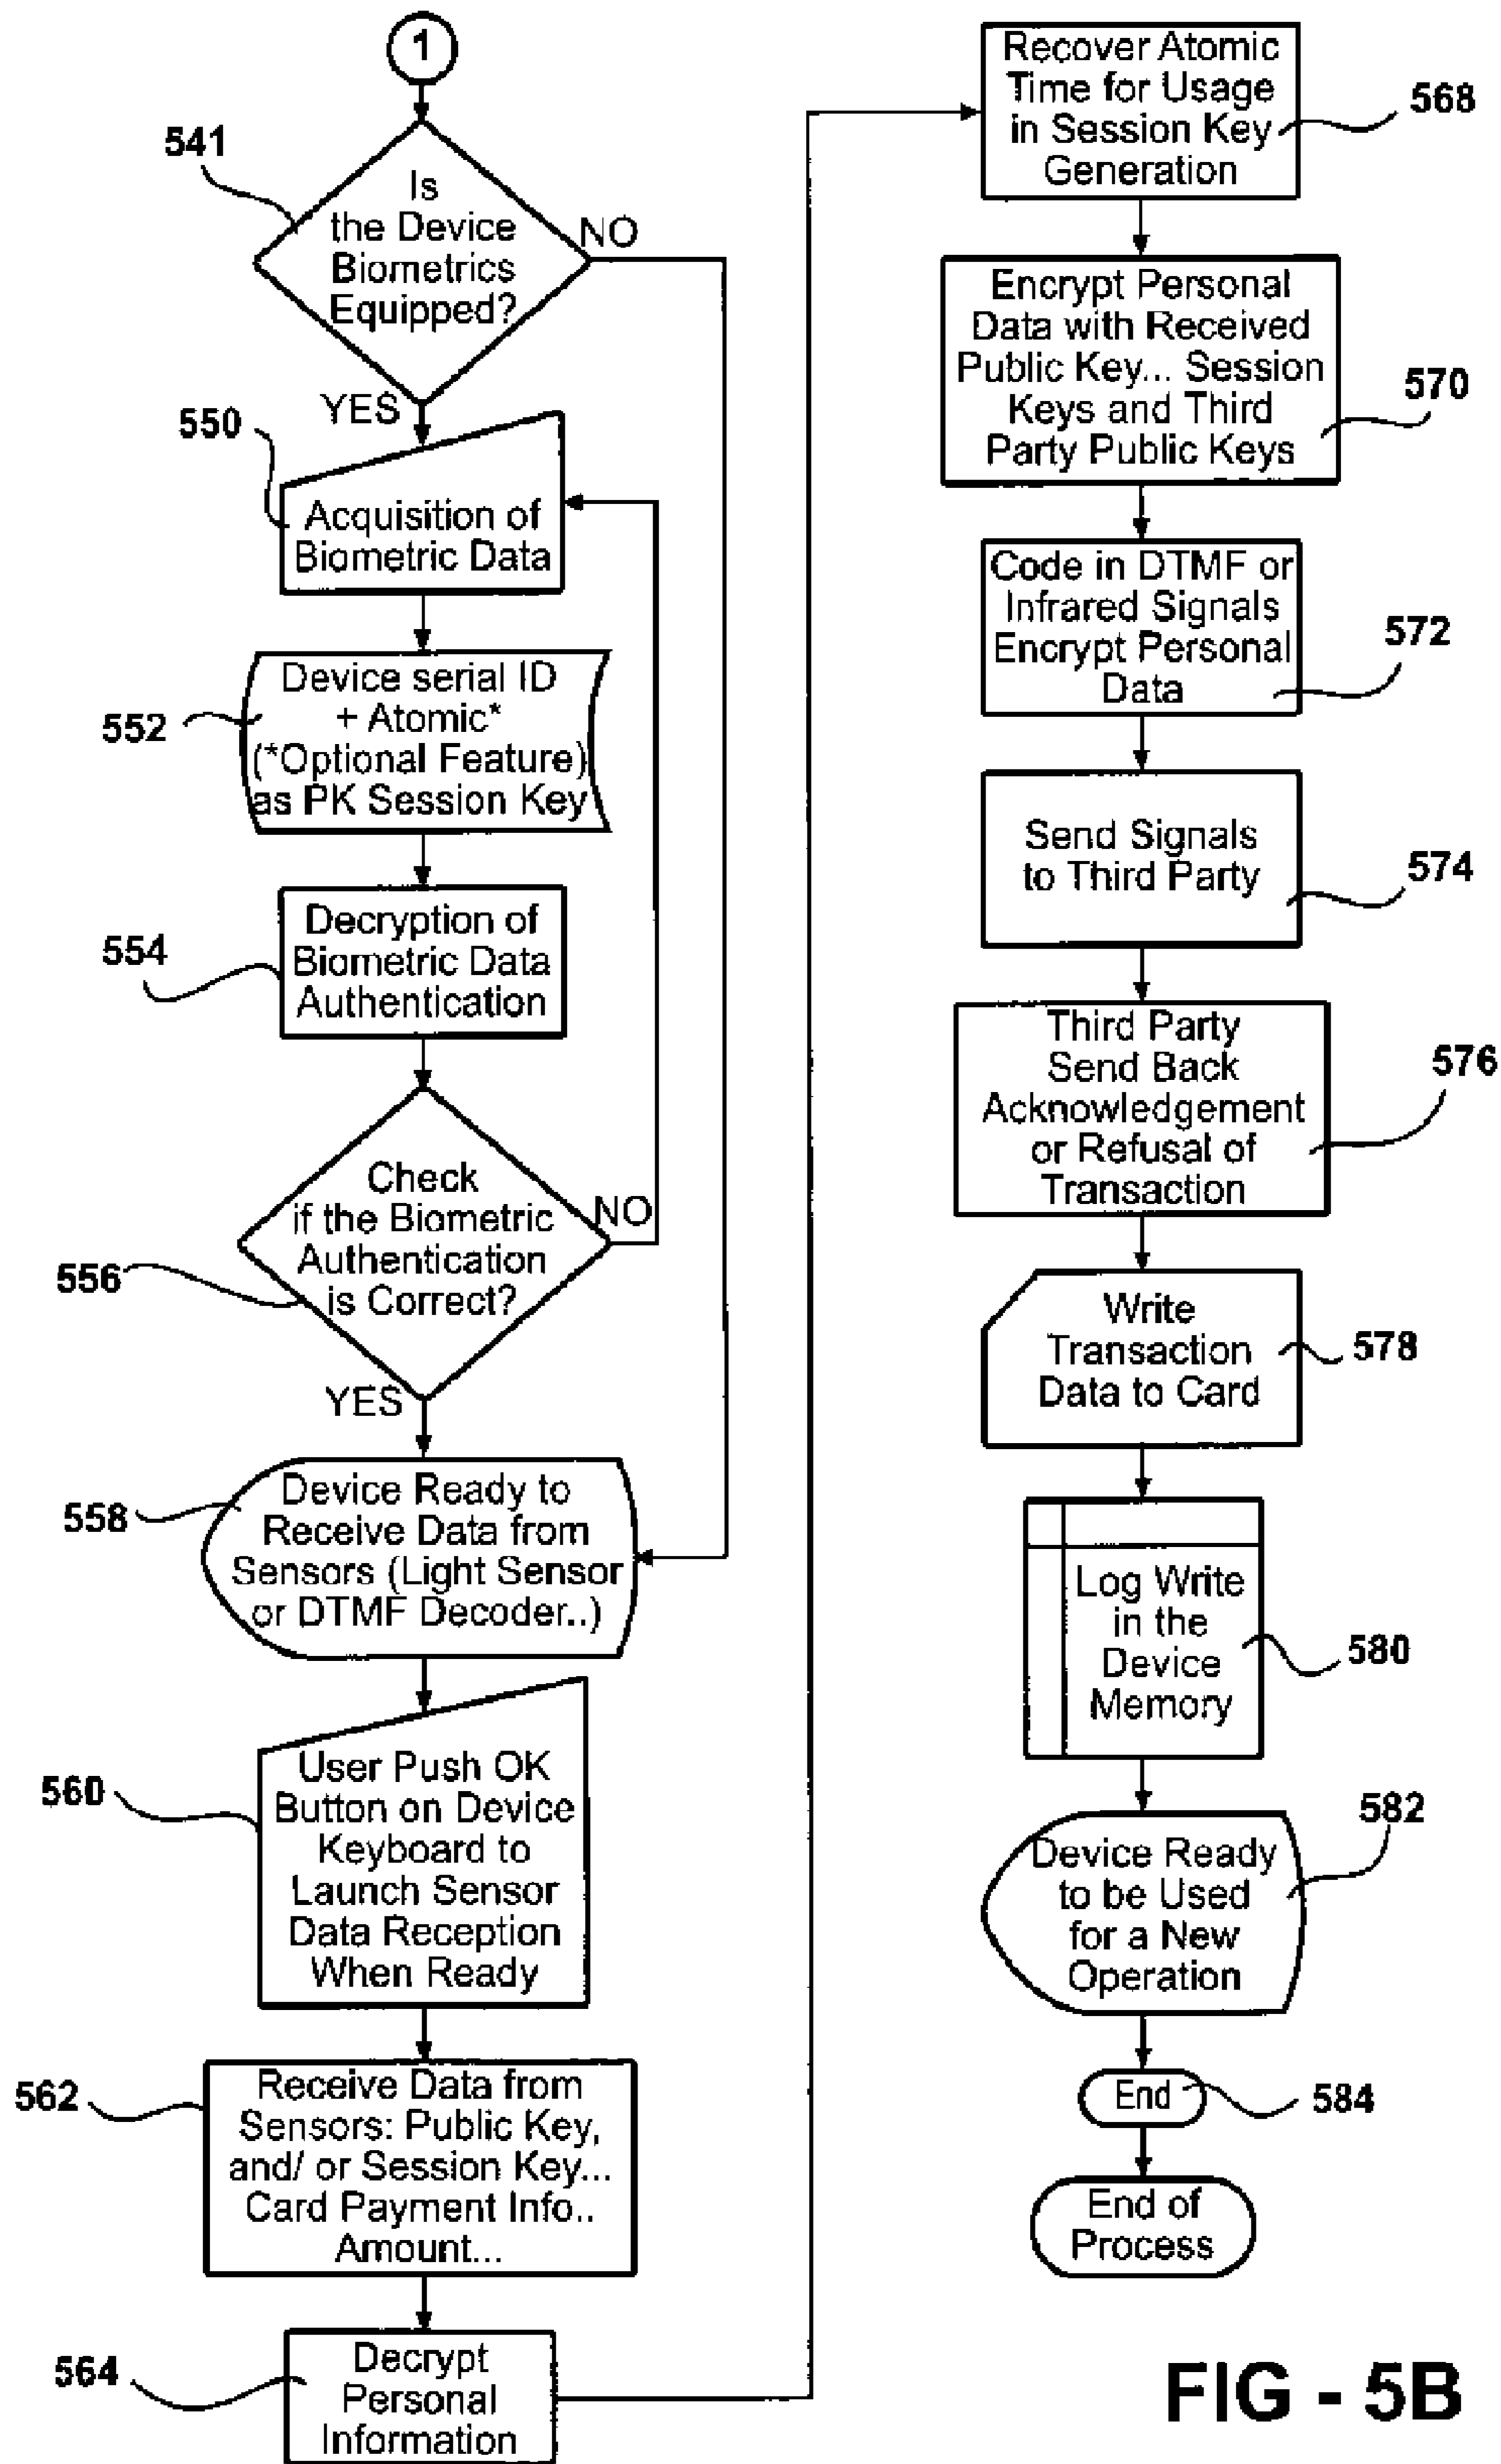 1
541
Is
the Device
Biometrics
Equipped?
NO
YES
550
Acquisition of
Biometric Data
552
Device serial ID
+ Atomic*
(*Optional Feature)
as PK Session Key
554
Decryption of
Biometric Data
Authentication
Check
if the Biometric
Authentication
is Correct?
NO
556
YES
558
Device Ready to
Receive Data from
Sensors (Light Sensor
or DTMF Decoder..)
560
User Push OK
Button on Device
Keyboard to
Launch Sensor
Data Reception
When Ready
562
Receive Data from
Sensors: Public Key,
and/ or Session Key...
Card Payment Info..
Amount...
564
Decrypt
Personal
Information
Recover Atomic
Time for Usage
in Session Key
Generation
568
Encrypt Personal
Data with Received
Public Key... Session
Keys and Third
Party Public Keys
570
Code in DTMF or
Infrared Signals
Encrypt Personal
Data
572
Send Signals
to Third Party
574
Third Party
Send Back
Acknowledgement
or Refusal of
Transaction
576
Write
Transaction
Data to Card
578
Log Write
in the
Device
Memory
580
582
Device Ready
to be Used
for a New
Operation
End
584
End of
Process
FIG - 5B